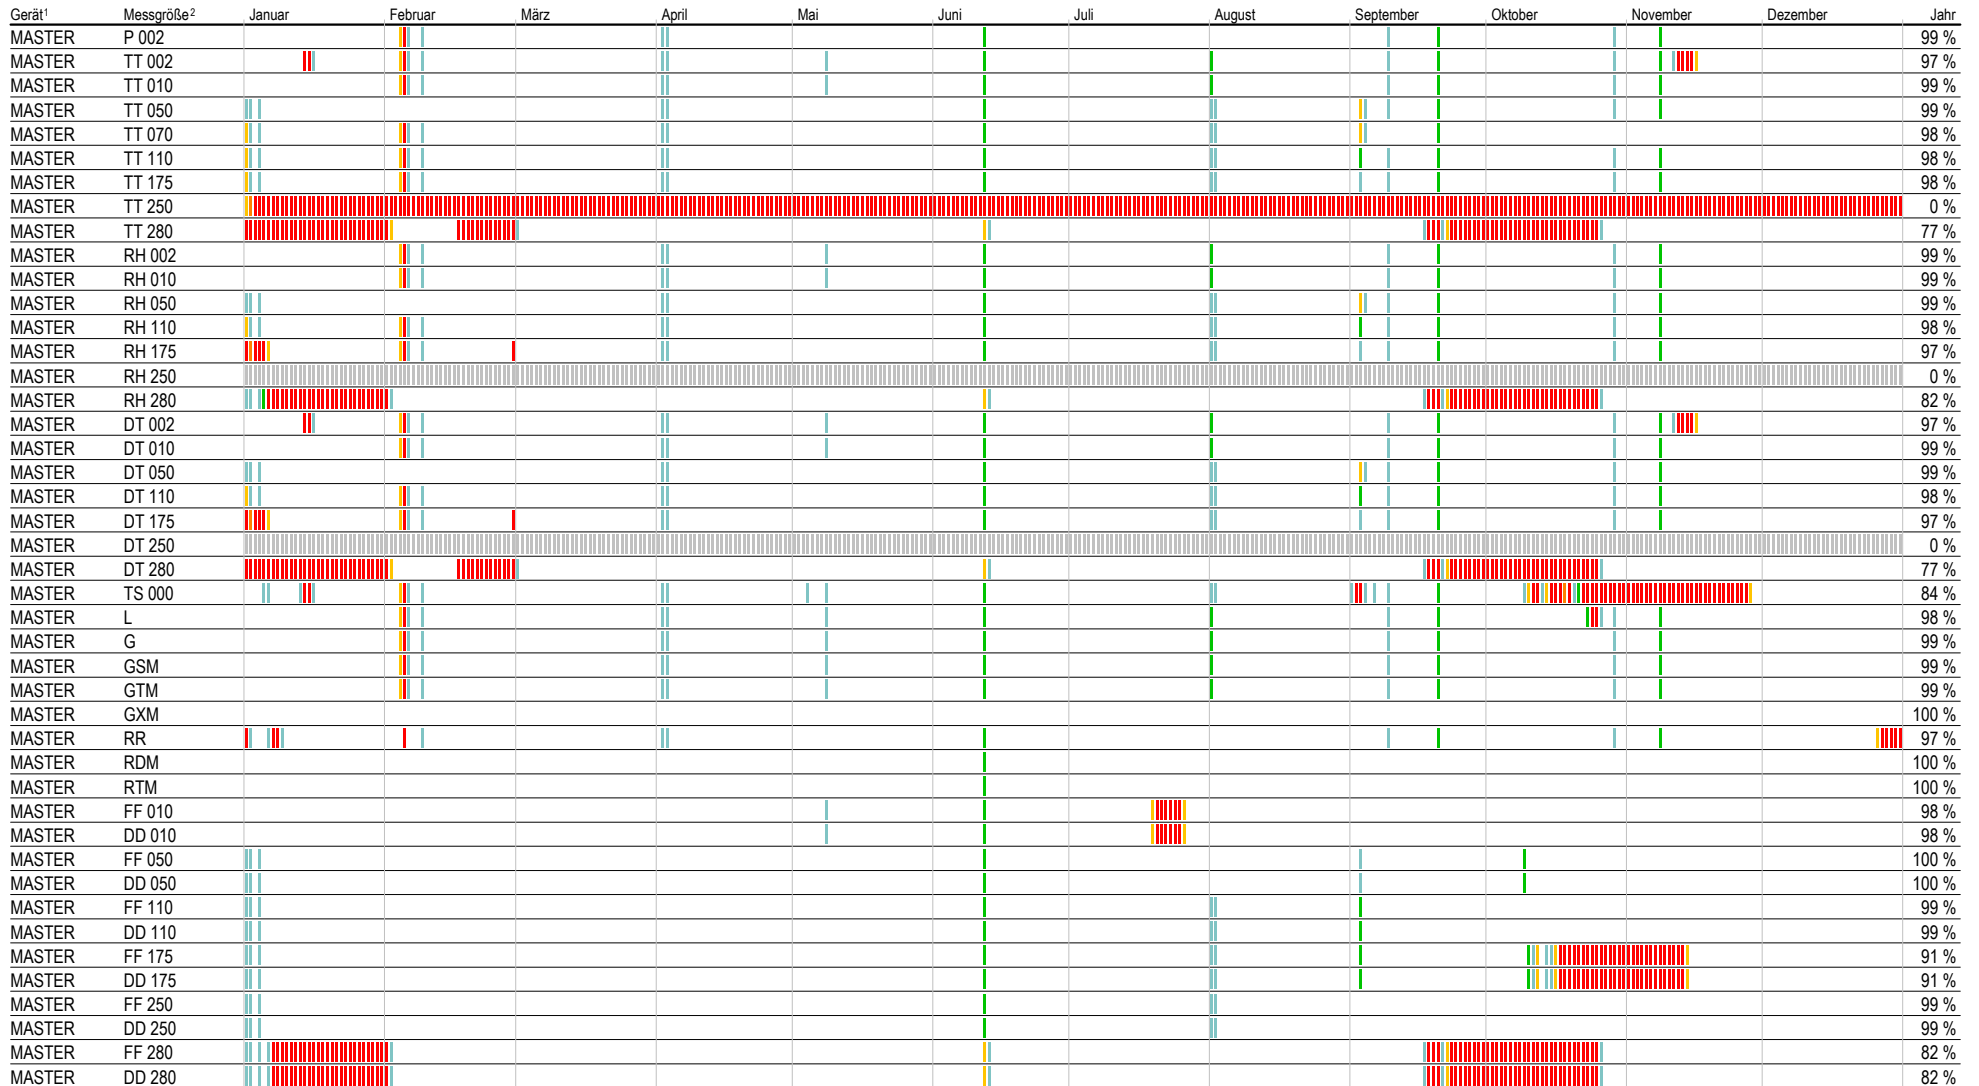 Gerät¹ Messgröße² Januar Februar März April Mai Juni Juli August September Oktober November Dezember Jahr
MASTER P 002 99 %
MASTER TT 002 97 %
MASTER TT 010 99 %
MASTER TT 050 99 %
MASTER TT 070 98 %
MASTER TT 110 98 %
MASTER TT 175 98 %
MASTER TT 250 0 %
MASTER TT 280 77 %
MASTER RH 002 99 %
MASTER RH 010 99 %
MASTER RH 050 99 %
MASTER RH 110 98 %
MASTER RH 175 97 %
MASTER RH 250 0 %
MASTER RH 280 82 %
MASTER DT 002 97 %
MASTER DT 010 99 %
MASTER DT 050 99 %
MASTER DT 110 98 %
MASTER DT 175 97 %
MASTER DT 250 0 %
MASTER DT 280 77 %
MASTER TS 000 84 %
MASTER L 98 %
MASTER G 99 %
MASTER GSM 99 %
MASTER GTM 99 %
MASTER GXM 100 %
MASTER RR 97 %
MASTER RDM 100 %
MASTER RTM 100 %
MASTER FF 010 98 %
MASTER DD 010 98 %
MASTER FF 050 100 %
MASTER DD 050 100 %
MASTER FF 110 99 %
MASTER DD 110 99 %
MASTER FF 175 91 %
MASTER DD 175 91 %
MASTER FF 250 99 %
MASTER DD 250 99 %
MASTER FF 280 82 %
MASTER DD 280 82 %